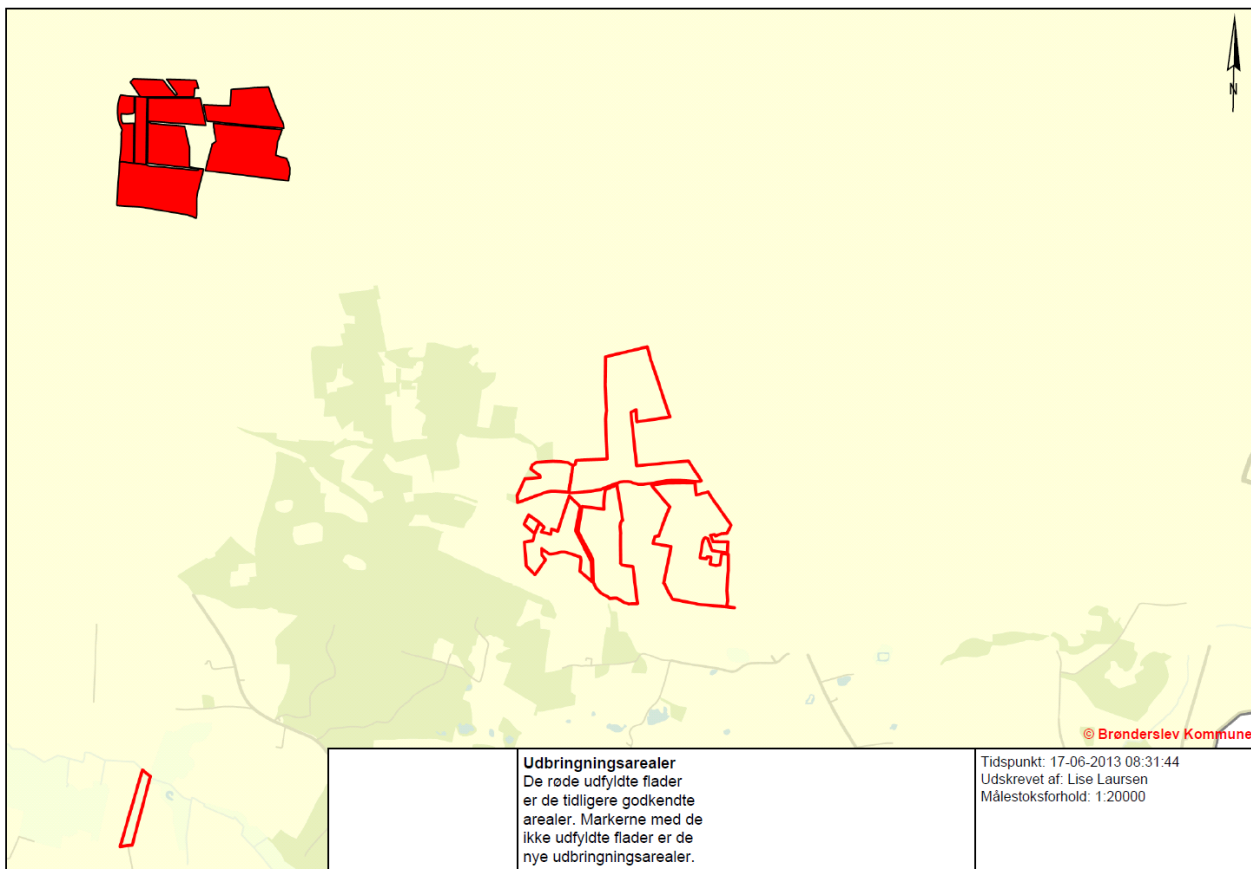 N
© Brønderslev Kommune
Udbringningsarealer
De røde udfyldte flader
er de tidligere godkendte
arealer. Markerne med de
ikke udfyldte flader er de
nye udbringningsarealer.
Tidspunkt: 17-06-2013 08:31:44
Udskrevet af: Lise Laursen
Målestoksforhold: 1:20000